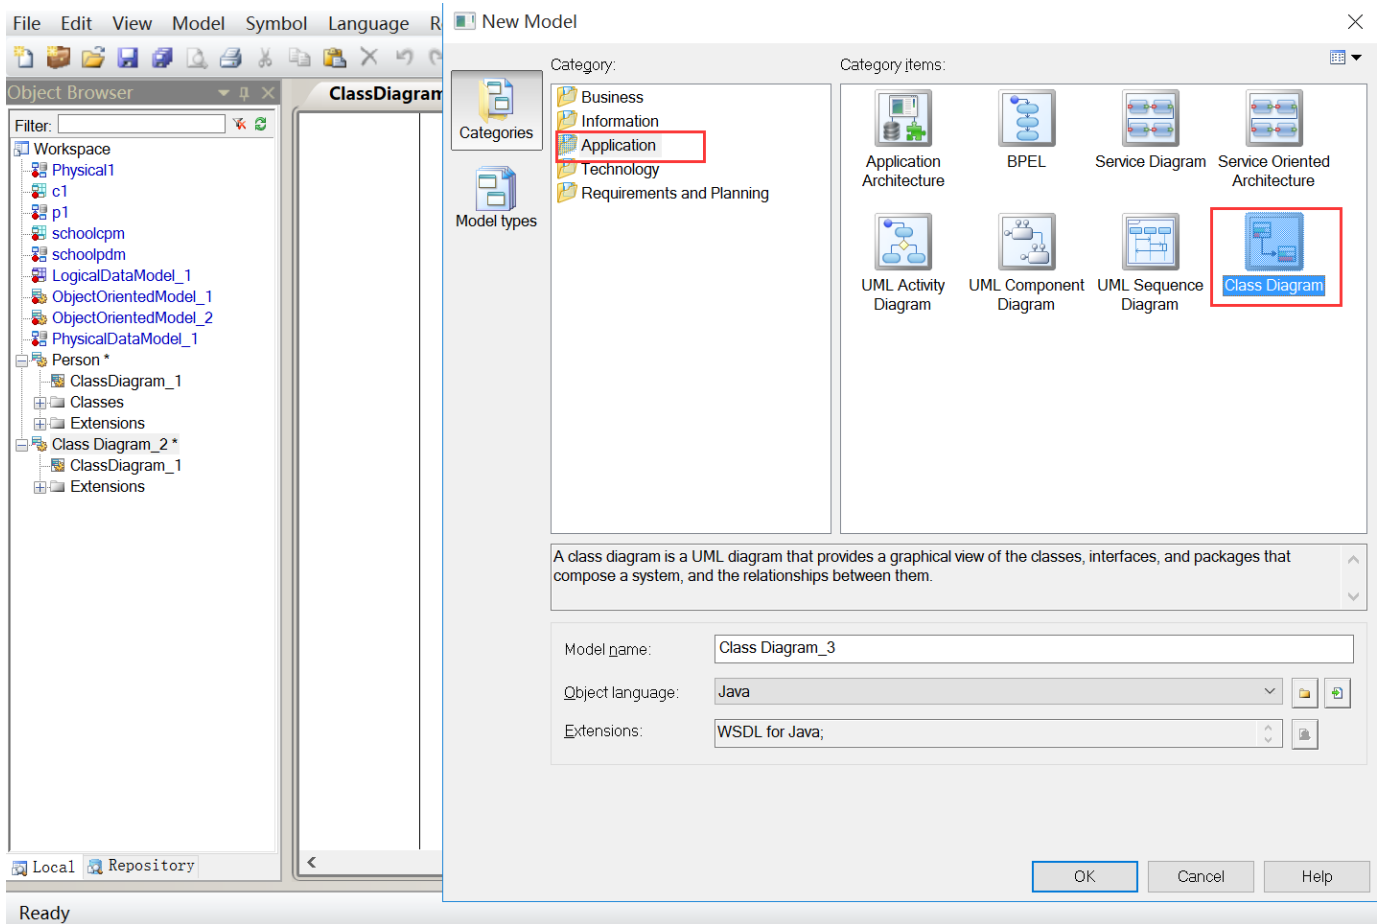 File Edit View Model Symbol Language
New Model
Object Browser
Filter:
Workspace
Physical1
c1
p1
schoolcpm
schoolpdm
LogicalDataModel_1
ObjectOrientedModel_1
ObjectOrientedModel_2
PhysicalDataModel_1
Person *
ClassDiagram_1
Classes
Extensions
Class Diagram_2 *
ClassDiagram_1
Extensions
Local Repository
Ready
ClassDiagram
Categories
Model types
Category:
Business
Information
Application
Technology
Requirements and Planning
Category items:
Application
Architecture
BPEL
Service Diagram
Service Oriented
Architecture
UML Activity
Diagram
UML Component
Diagram
UML Sequence
Diagram
Class Diagram
A class diagram is a UML diagram that provides a graphical view of the classes, interfaces, and packages that
compose a system, and the relationships between them.
Model name: Class Diagram_3
Object language: Java
Extensions: WSDL for Java;
OK Cancel Help